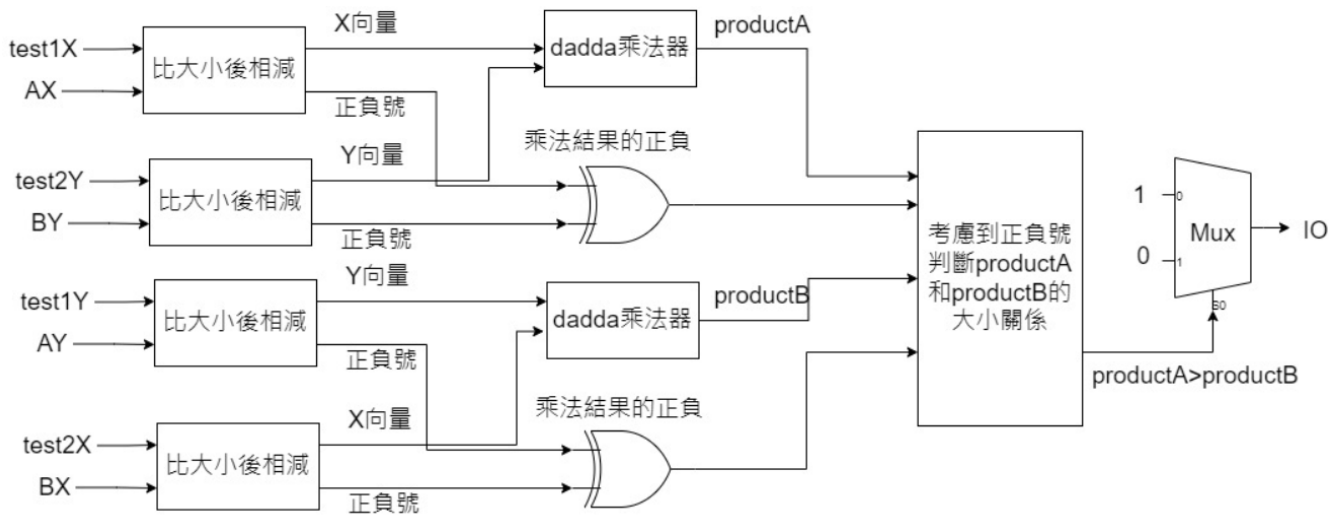 test1X
AX
比大小後相減
X向量
正負號
dadda乘法器
productA
test2Y
BY
比大小後相減
Y向量
正負號
乘法結果的正負
test1Y
AY
比大小後相減
Y向量
正負號
dadda乘法器
productB
test2X
BX
比大小後相減
X向量
正負號
乘法結果的正負
考慮到正負號
判斷productA
和productB的
大小關係
productA>productB
1
0
0
1
Mux
S0
IO